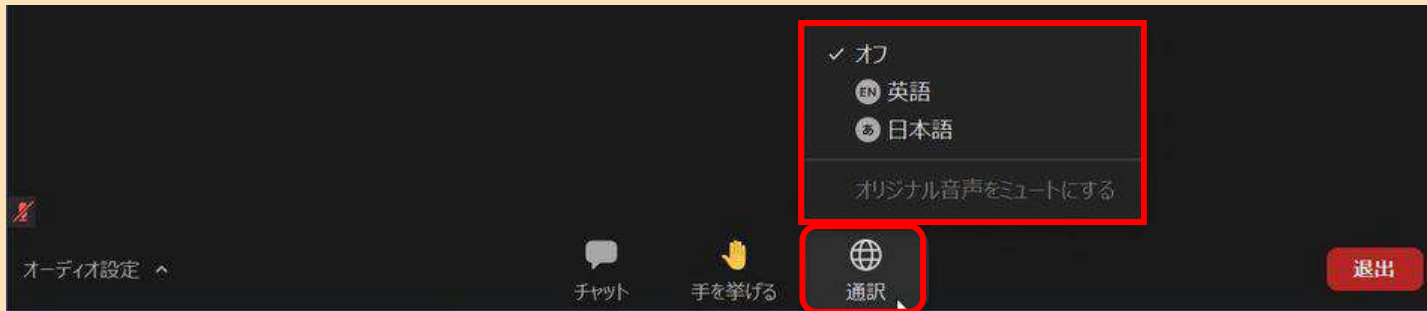 ✓ オフ
EN 英語
あ 日本語
オリジナル音声をミュートにする
オーディオ設定 ^
チャット
手を挙げる
通訳
退出